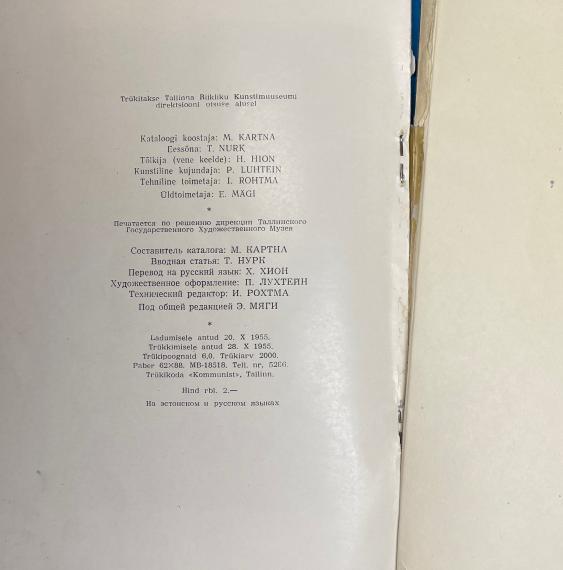 Trükitakse Tallinna Riikliku Kunstimuuseumi
direktsiooni otsuse alusel
Kataloogi koostaja: M. KARTNA
Eessõna: T. NURK
Tõlkija (vene keelde): H. HION
Kunstiline kujundaja: P. LUHTEIN
Tehniline toimetaja: I. ROHTMA
Üldtoimetaja: E. MÄGI
*
Печатается по решению дирекции Таллинского
Государственного Художественного Музея
Составитель каталога: М. КАРТНА
Вводная статья: Т. НУРК
Перевод на русский язык: Х. ХИОН
Художественное оформление: П. ЛУХТЕЙН
Технический редактор: И. РОХТМА
Под общей редакцией Э. МЯГИ
*
Ladumisele antud 20. X 1955.
Trükkimisele antud 28. X 1955.
Trükipoognaid 6,0. Trükiarv 2000.
Paber 62×88. MB-18518. Tell. nr. 5266.
Trükikoda «Kommunist», Tallinn.
Hind rbl. 2.—
На эстонском и русском языках